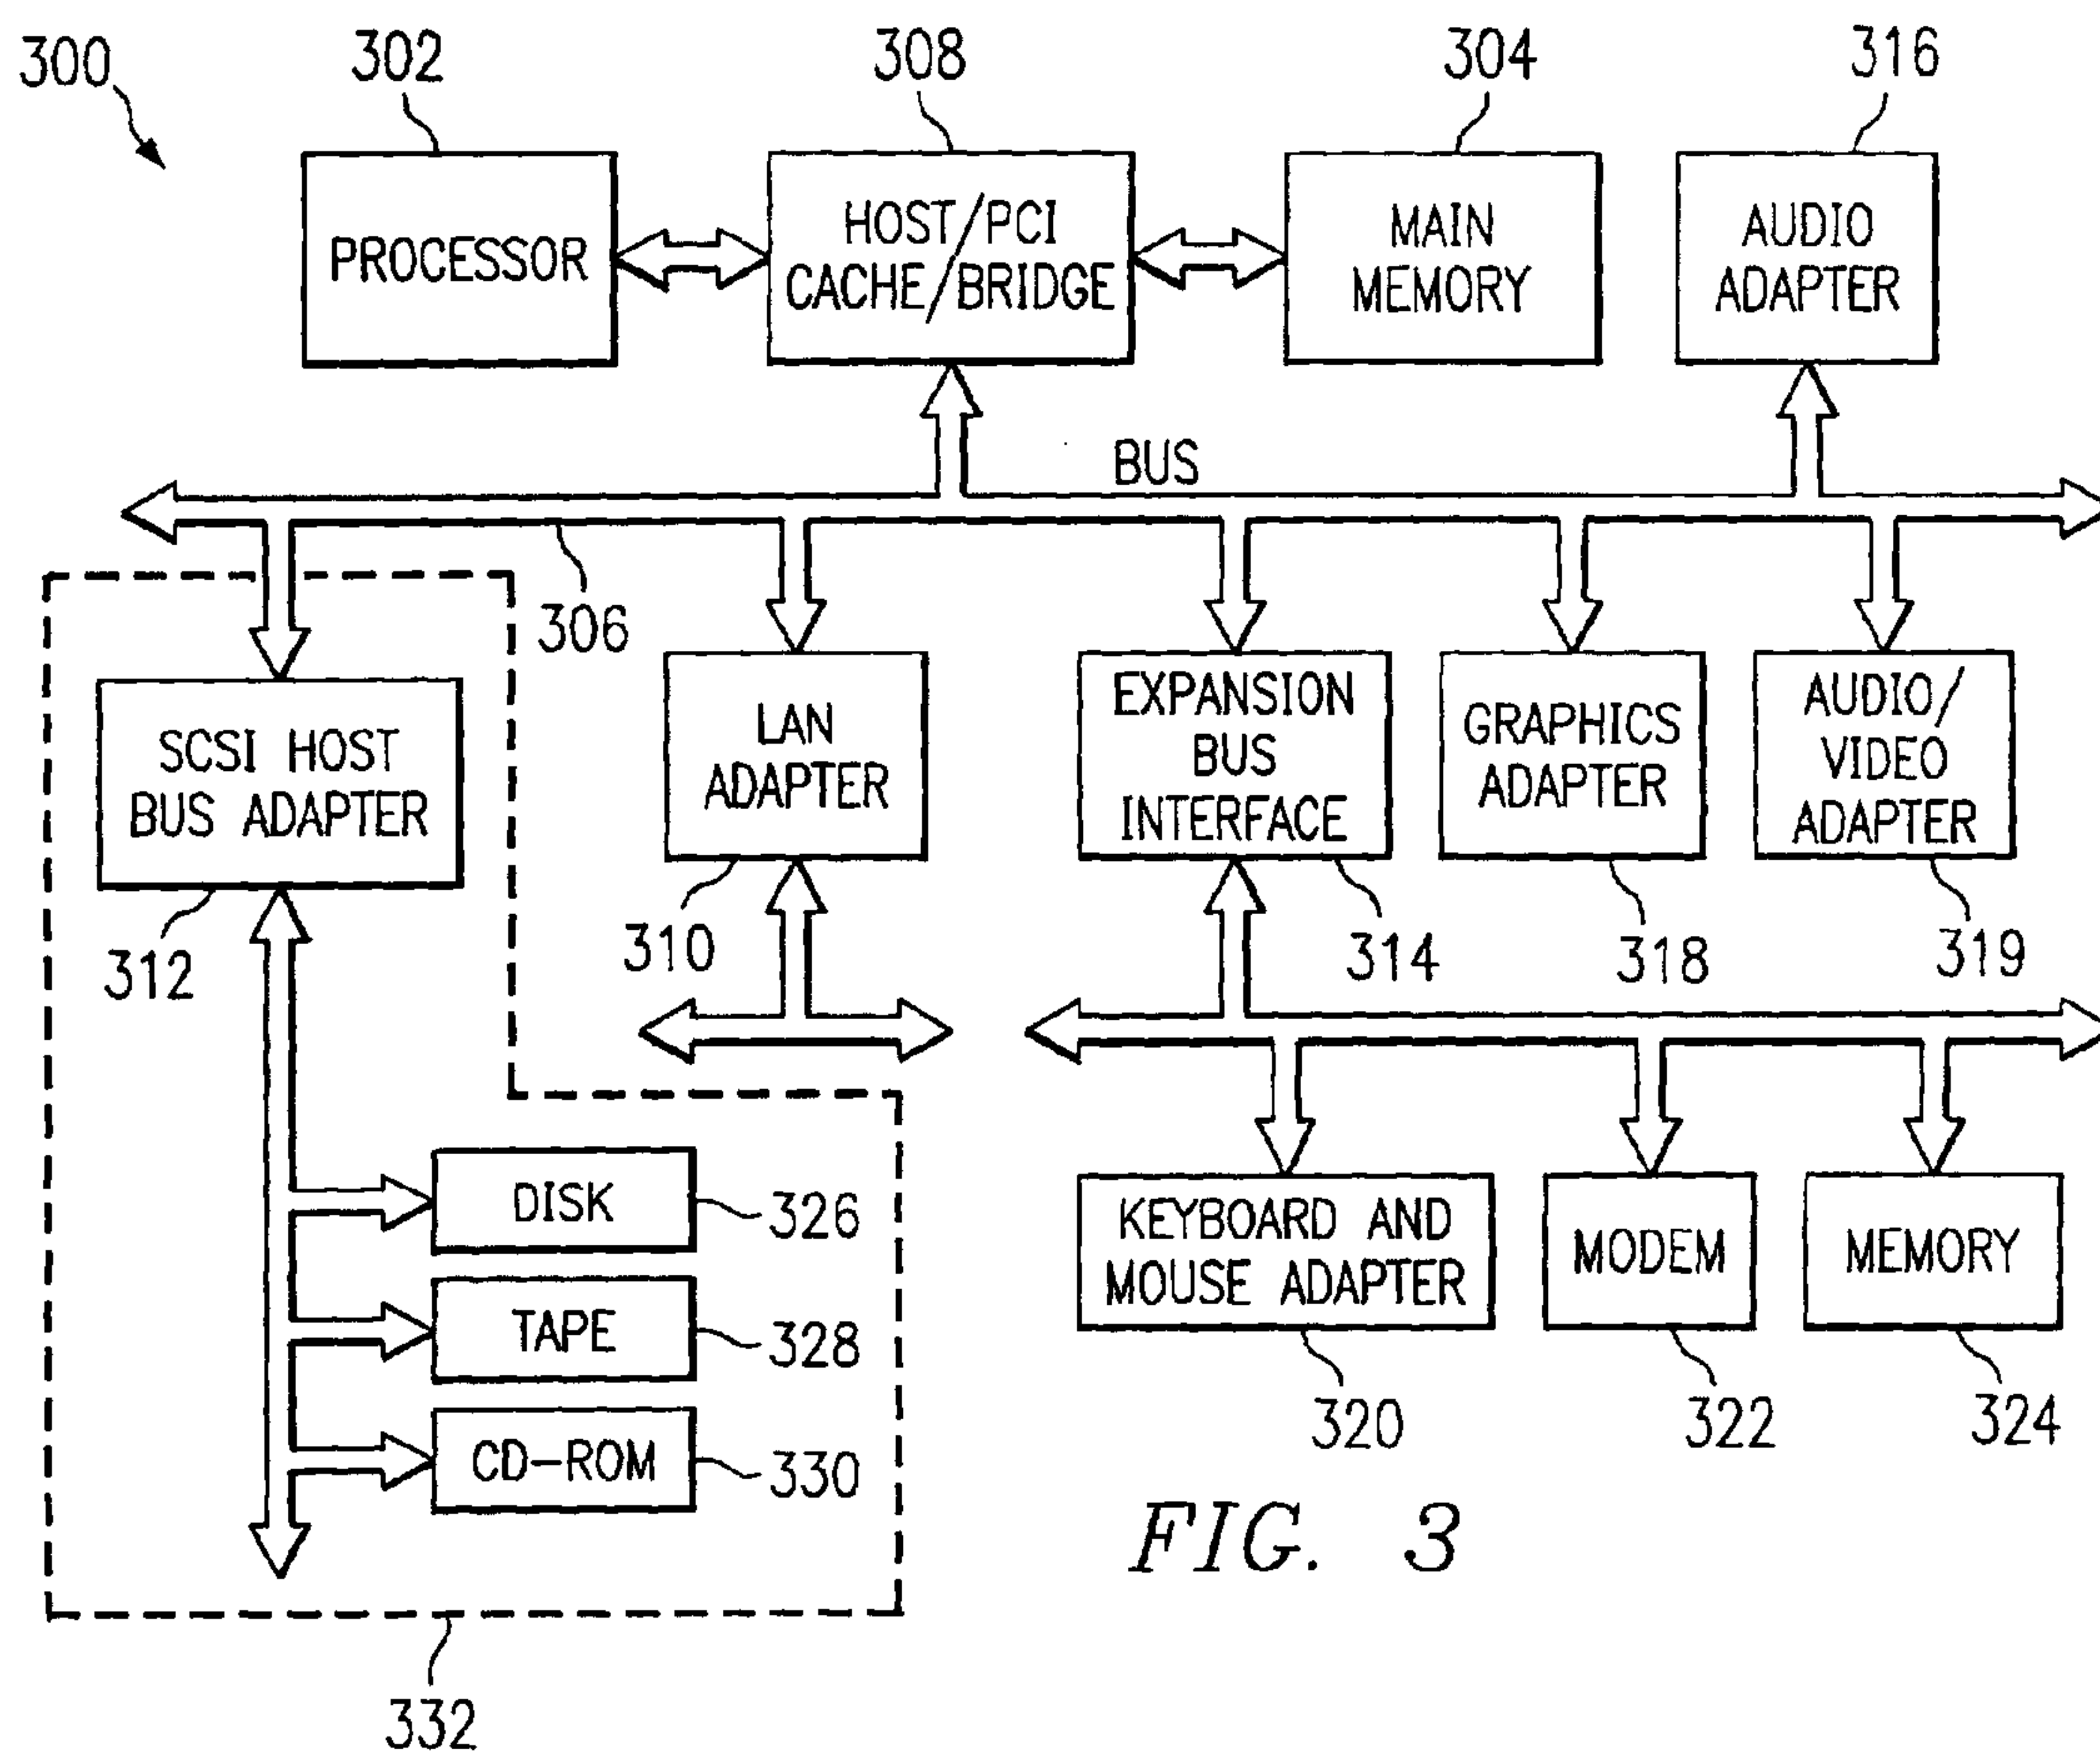 300
302
308
304
316
PROCESSOR
HOST/PCI
CACHE/BRIDGE
MAIN
MEMORY
AUDIO
ADAPTER
BUS
306
SCSI HOST
BUS ADAPTER
LAN
ADAPTER
EXPANSION
BUS
INTERFACE
GRAPHICS
ADAPTER
AUDIO/
VIDEO
ADAPTER
312
310
314
318
319
DISK
326
TAPE
328
CD-ROM
330
KEYBOARD AND
MOUSE ADAPTER
MODEM
MEMORY
320
322
324
FIG. 3
332